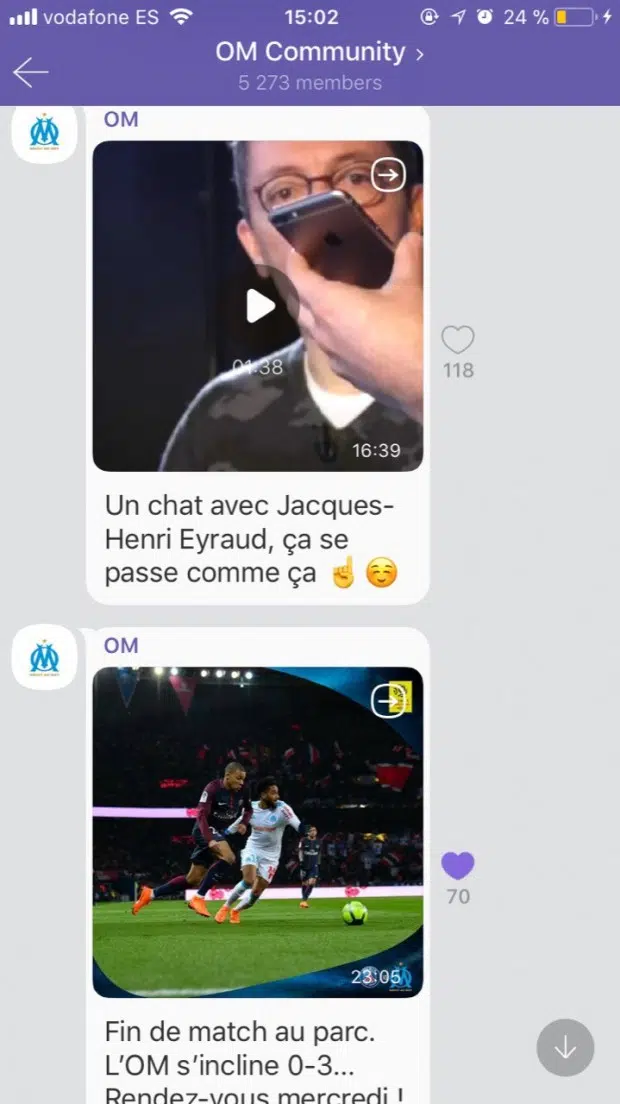 vodafone ES 15:02 24 %
OM Community ›
5 273 members
OM
01:38
16:39
118
Un chat avec Jacques-
Henri Eyraud, ça se
passe comme ça ☝️☺️
OM
23:05
70
Fin de match au parc.
L’OM s’incline 0-3...
Rendez-vous mercredi !